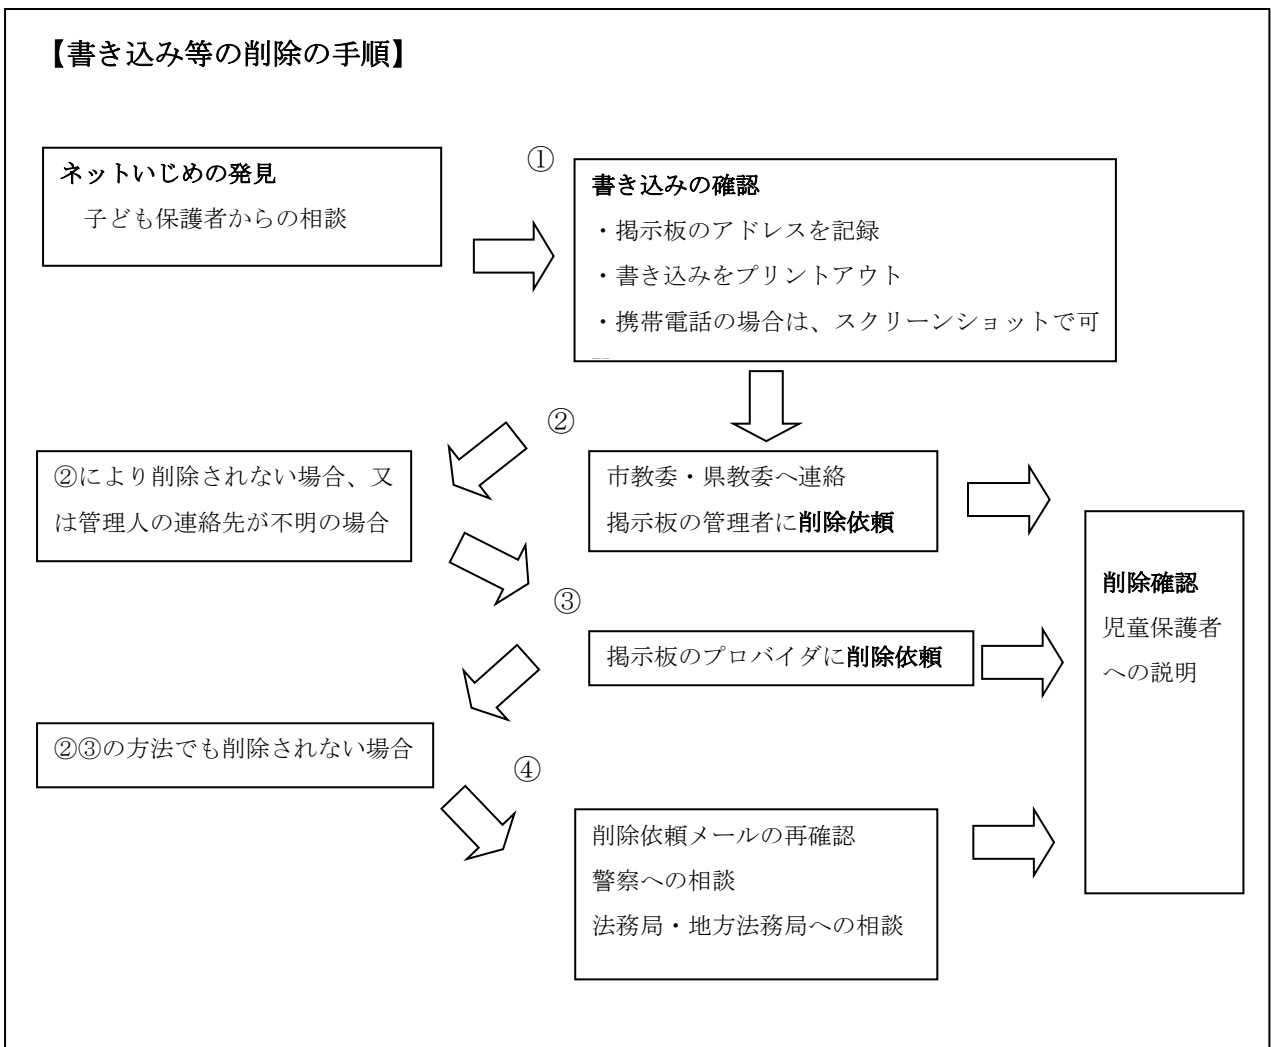 【書き込み等の削除の手順】
ネットいじめの発見
子ども保護者からの相談
①
書き込みの確認
・掲示板のアドレスを記録
・書き込みをプリントアウト
・携帯電話の場合は、スクリーンショットで可
②
市教委・県教委へ連絡
掲示板の管理者に削除依頼
②により削除されない場合、又
は管理人の連絡先が不明の場合
③
掲示板のプロバイダに削除依頼
削除確認
児童保護者
への説明
②③の方法でも削除されない場合
④
削除依頼メールの再確認
警察への相談
法務局・地方法務局への相談